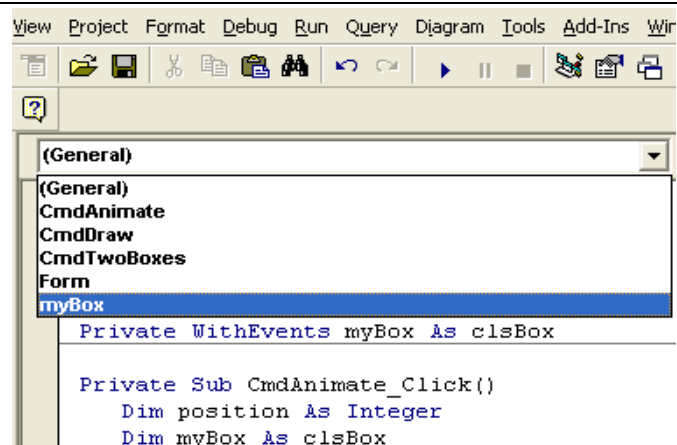 View Project Format Debug Run Query Diagram Tools Add-Ins Win
(General)
(General)
CmdAnimate
CmdDraw
CmdTwoBoxes
Form
myBox
Private WithEvents myBox As clsBox
Private Sub CmdAnimate_Click()
Dim position As Integer
Dim myBox As clsBox